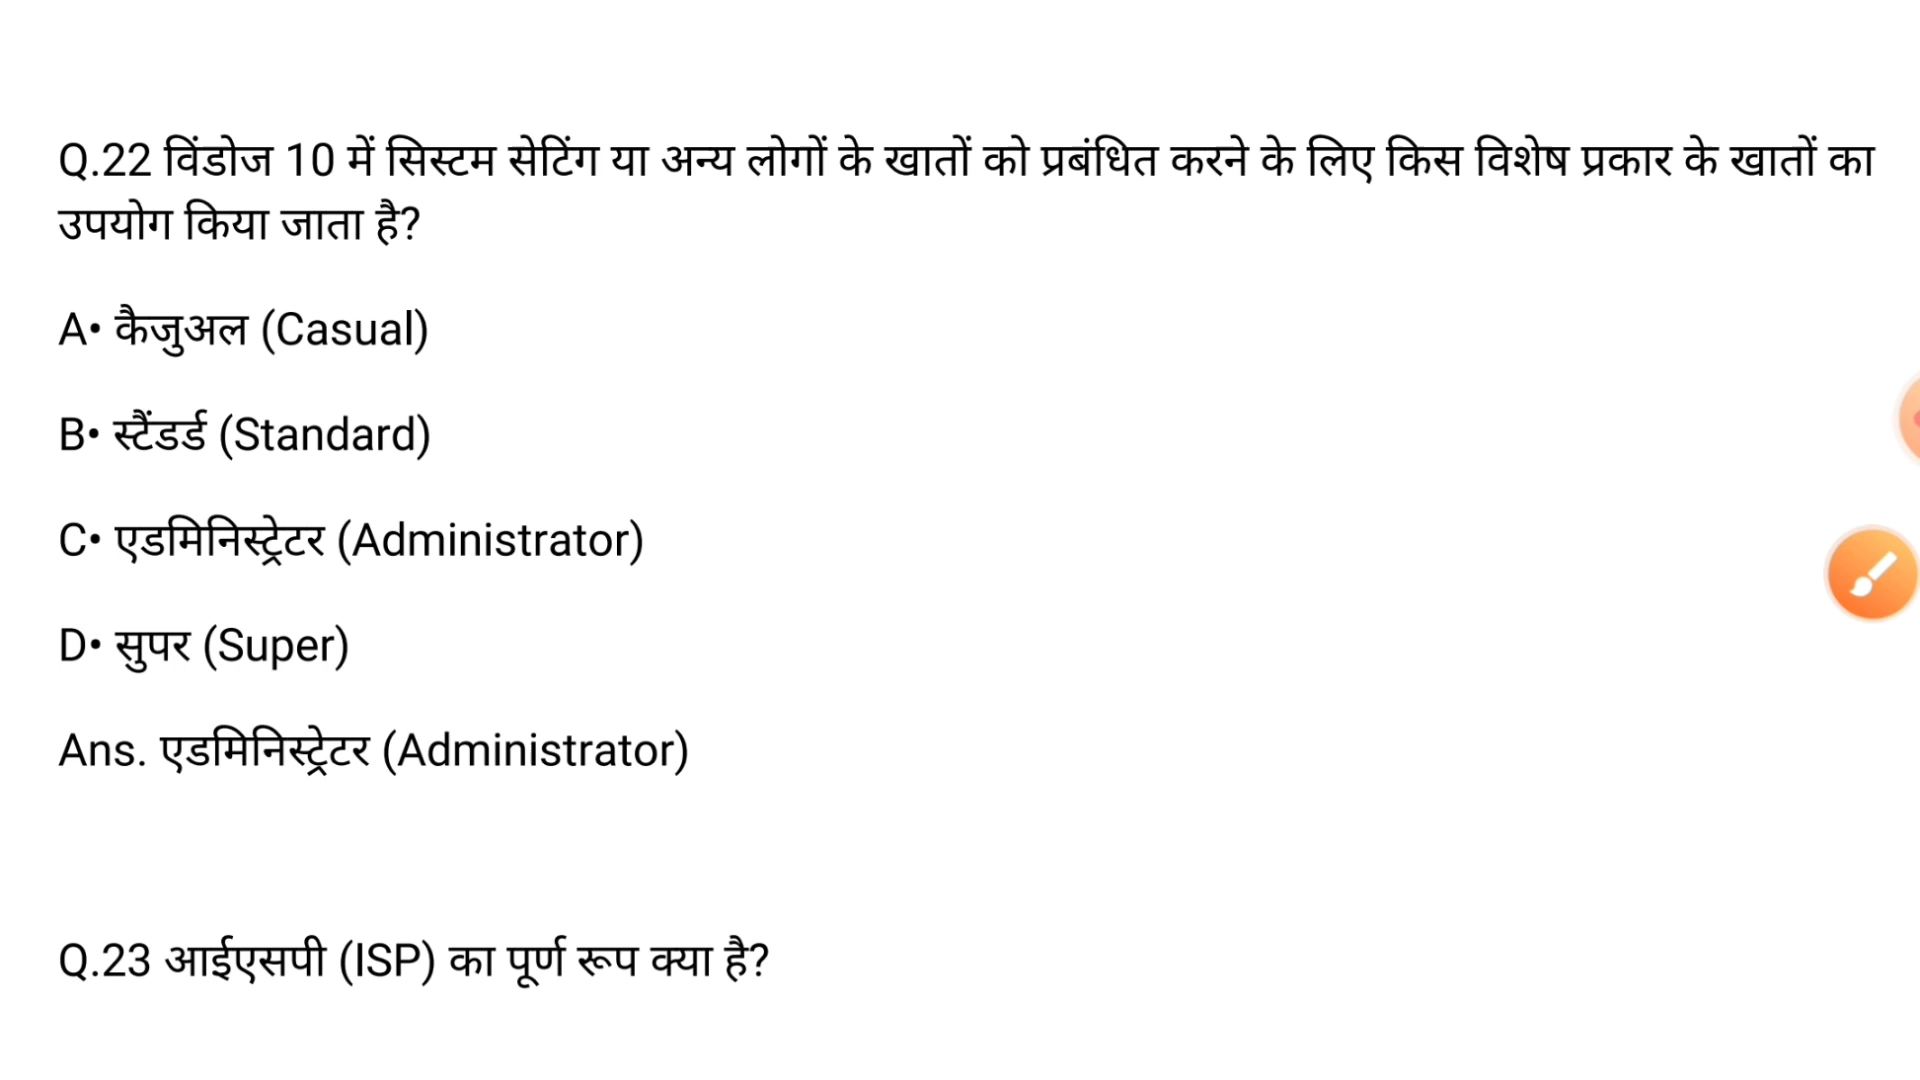 Q.22 विंडोज 10 में सिस्टम सेटिंग या अन्य लोगों के खातों को प्रबंधित करने के लिए किस विशेष प्रकार के खातों का
उपयोग किया जाता है?
A• कैजुअल (Casual)
B• स्टैंडर्ड (Standard)
C• एडमिनिस्ट्रेटर (Administrator)
D• सुपर (Super)
Ans. एडमिनिस्ट्रेटर (Administrator)
Q.23 आईएसपी (ISP) का पूर्ण रूप क्या है?